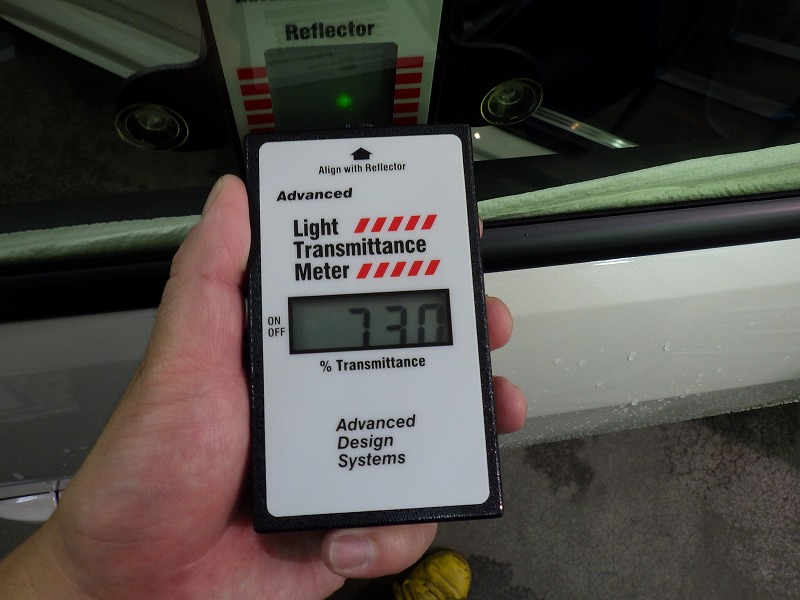 Reflector
Align with Reflector
Advanced
Light
Transmittance
Meter
ON
OFF
73.0
% Transmittance
Advanced
Design
Systems